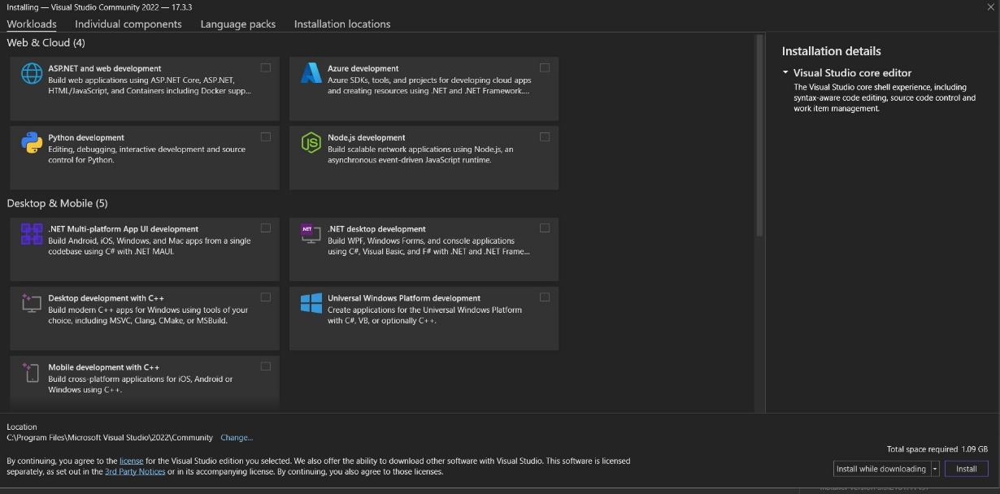 Installing — Visual Studio Community 2022 — 17.3.3
Workloads Individual components Language packs Installation locations
Web & Cloud (4)
ASP.NET and web development
Build web applications using ASP.NET Core, ASP.NET,
HTML/JavaScript, and Containers including Docker supp...
Azure development
Azure SDKs, tools, and projects for developing cloud apps
and creating resources using .NET and .NET Framework....
Python development
Editing, debugging, interactive development and source
control for Python.
Node.js development
Build scalable network applications using Node.js, an
asynchronous event-driven JavaScript runtime.
Desktop & Mobile (5)
.NET Multi-platform App UI development
Build Android, iOS, Windows, and Mac apps from a single
codebase using C# with .NET MAUI.
.NET desktop development
Build WPF, Windows Forms, and console applications
using C#, Visual Basic, and F# with .NET and .NET Frame...
Desktop development with C++
Build modern C++ apps for Windows using tools of your
choice, including MSVC, Clang, CMake, or MSBuild.
Universal Windows Platform development
Create applications for the Universal Windows Platform
with C#, VB, or optionally C++.
Mobile development with C++
Build cross-platform applications for iOS, Android or
Windows using C++.
Installation details
Visual Studio core editor
The Visual Studio core shell experience, including
syntax-aware code editing, source code control and
work item management.
Location
C:\Program Files\Microsoft Visual Studio\2022\Community Change...
By continuing, you agree to the license for the Visual Studio edition you selected. We also offer the ability to download other software with Visual Studio. This software is licensed
separately, as set out in the 3rd Party Notices or in its accompanying license. By continuing, you also agree to those licenses.
Total space required 1.09 GB
Install while downloading
Install